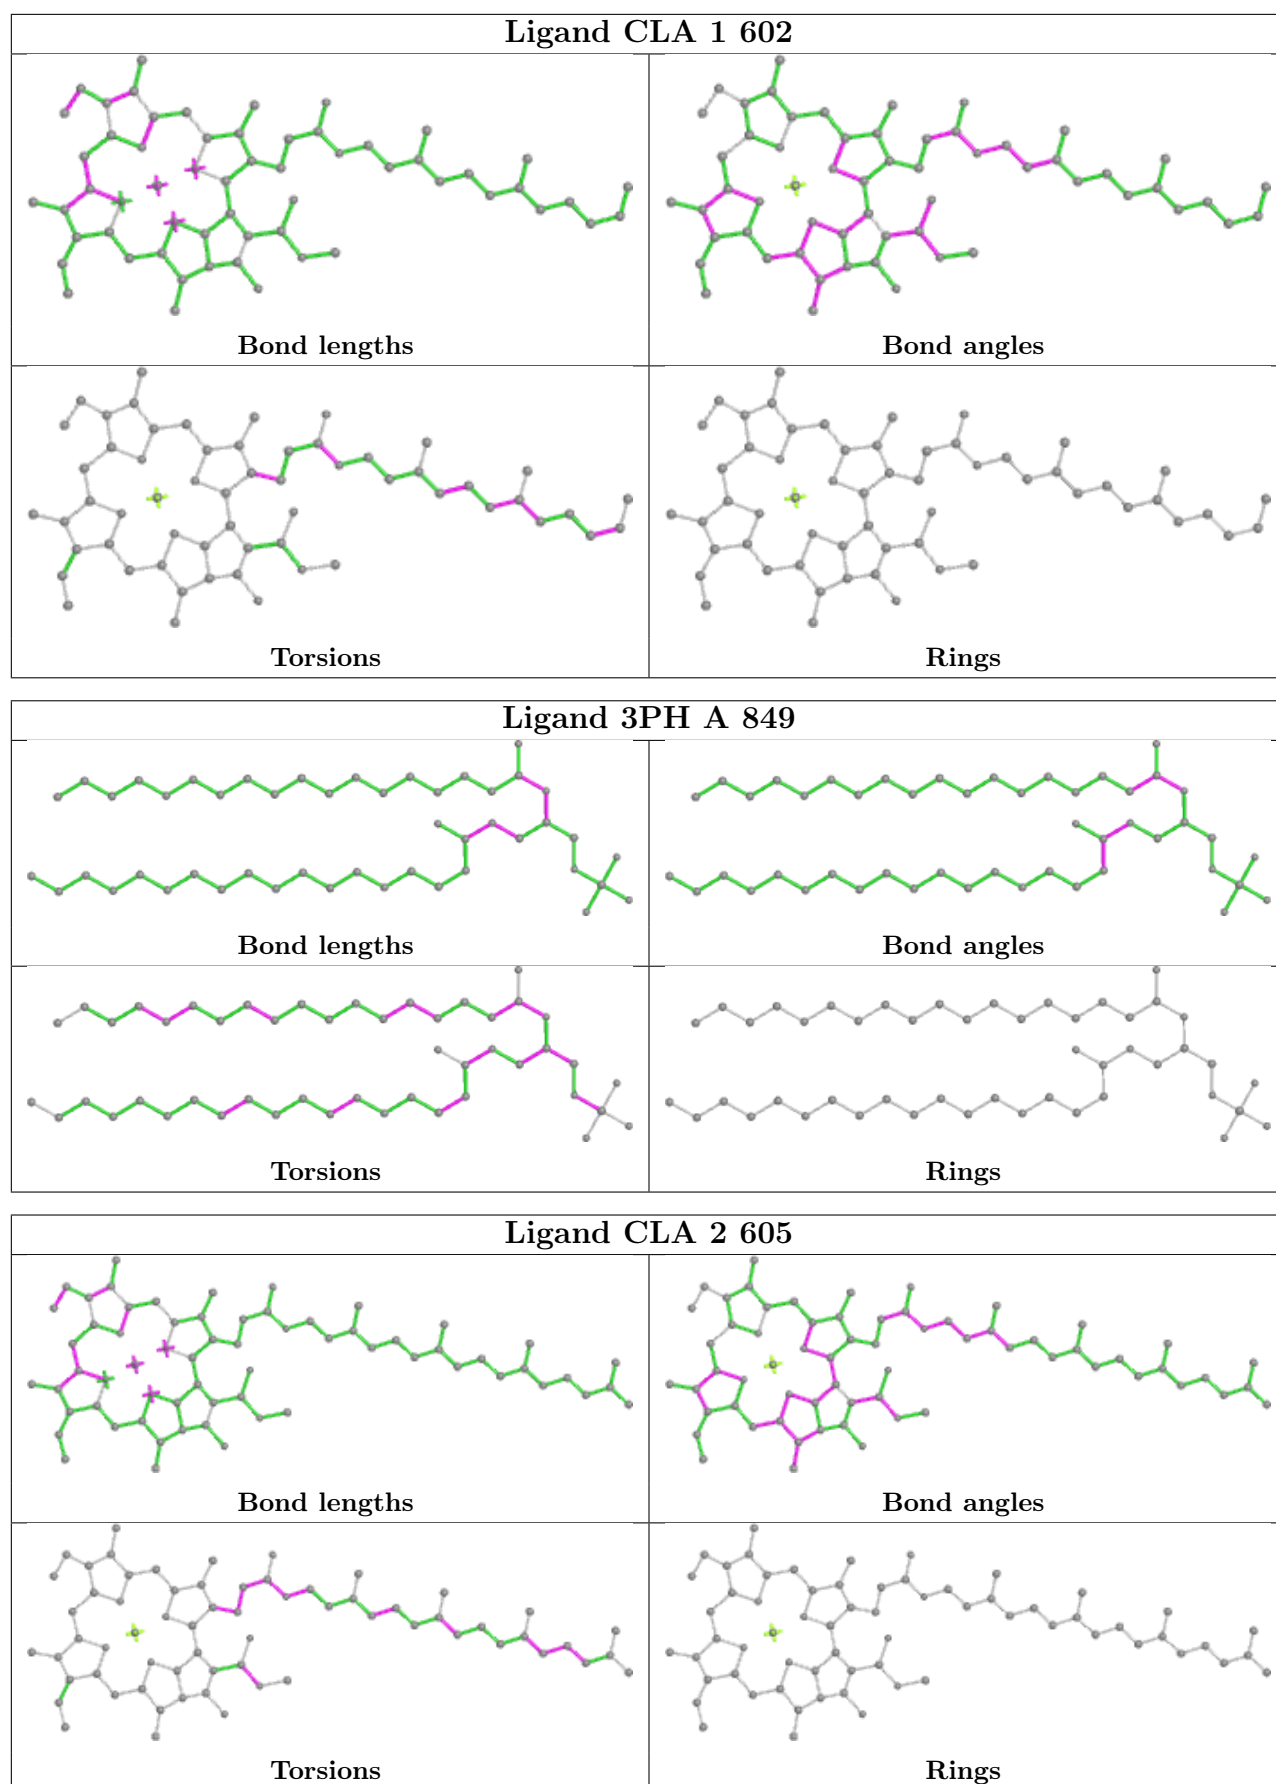 Ligand CLA 1 602
Bond lengths
Bond angles
Torsions
Rings
Ligand 3PH A 849
Bond lengths
Bond angles
Torsions
Rings
Ligand CLA 2 605
Bond lengths
Bond angles
Torsions
Rings